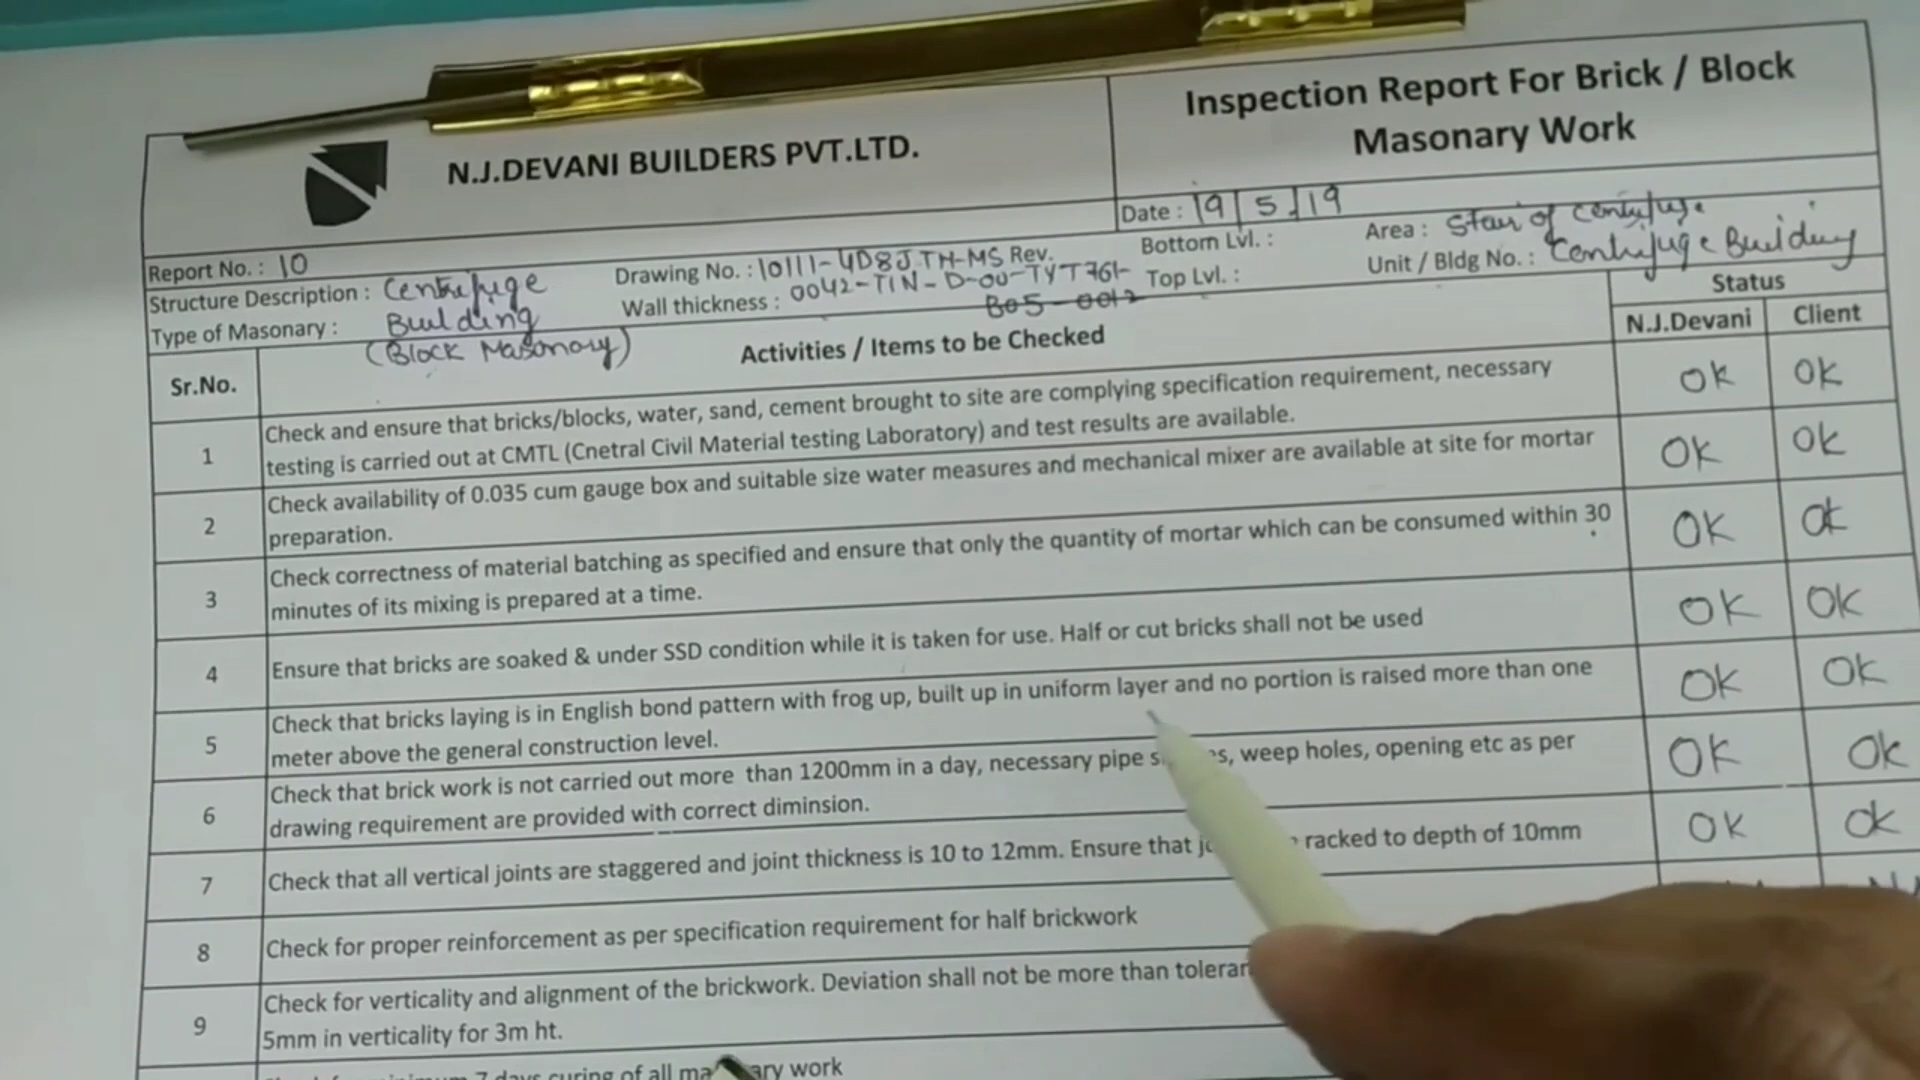 N.J.DEVANI BUILDERS PVT.LTD.
Inspection Report For Brick / Block
Masonary Work
Date : 19/5/19
Report No. : 10
Structure Description : Centrifuge
Building
Type of Masonary :
(Block Masonary)
Drawing No. : 10111-4D8J.TH-MS Rev.
Wall thickness : 0042-TIN-D-00-TYT761-
B05-0012
Bottom Lvl. :
Top Lvl. :
Area : Stair of Centrifuge
Unit / Bldg No. : Centrifuge Building
Sr.No.
Activities / Items to be Checked
Status
N.J.Devani Client
1 Check and ensure that bricks/blocks, water, sand, cement brought to site are complying specification requirement, necessary OK OK
testing is carried out at CMTL (Cnetral Civil Material testing Laboratory) and test results are available.
2 Check availability of 0.035 cum gauge box and suitable size water measures and mechanical mixer are available at site for mortar OK OK
preparation.
3 Check correctness of material batching as specified and ensure that only the quantity of mortar which can be consumed within 30 OK OK
minutes of its mixing is prepared at a time.
4 Ensure that bricks are soaked & under SSD condition while it is taken for use. Half or cut bricks shall not be used OK OK
5 Check that bricks laying is in English bond pattern with frog up, built up in uniform layer and no portion is raised more than one OK OK
meter above the general construction level.
6 Check that brick work is not carried out more than 1200mm in a day, necessary pipe weep holes, opening etc as per OK OK
drawing requirement are provided with correct diminsion.
7 Check that all vertical joints are staggered and joint thickness is 10 to 12mm. Ensure that racked to depth of 10mm OK OK
8 Check for proper reinforcement as per specification requirement for half brickwork
9 Check for verticality and alignment of the brickwork. Deviation shall not be more than
5mm in verticality for 3m ht.
7 days curing of all work